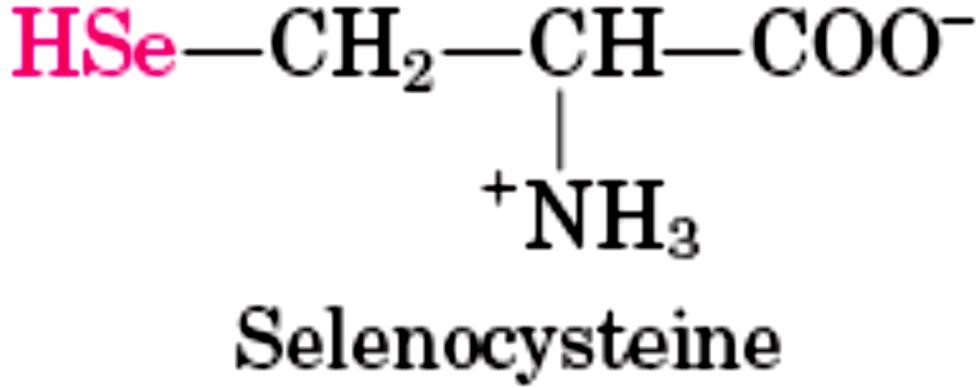 HSe—CH₂—CH—COO⁻
⁺NH₃
Selenocysteine